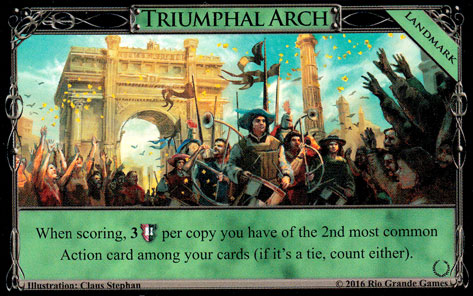 TRIUMPHAL ARCH
LANDMARK
When scoring, 3 per copy you have of the 2nd most common
Action card among your cards (if it's a tie, count either).
Illustration: Claus Stephan
© 2016 Rio Grande Games